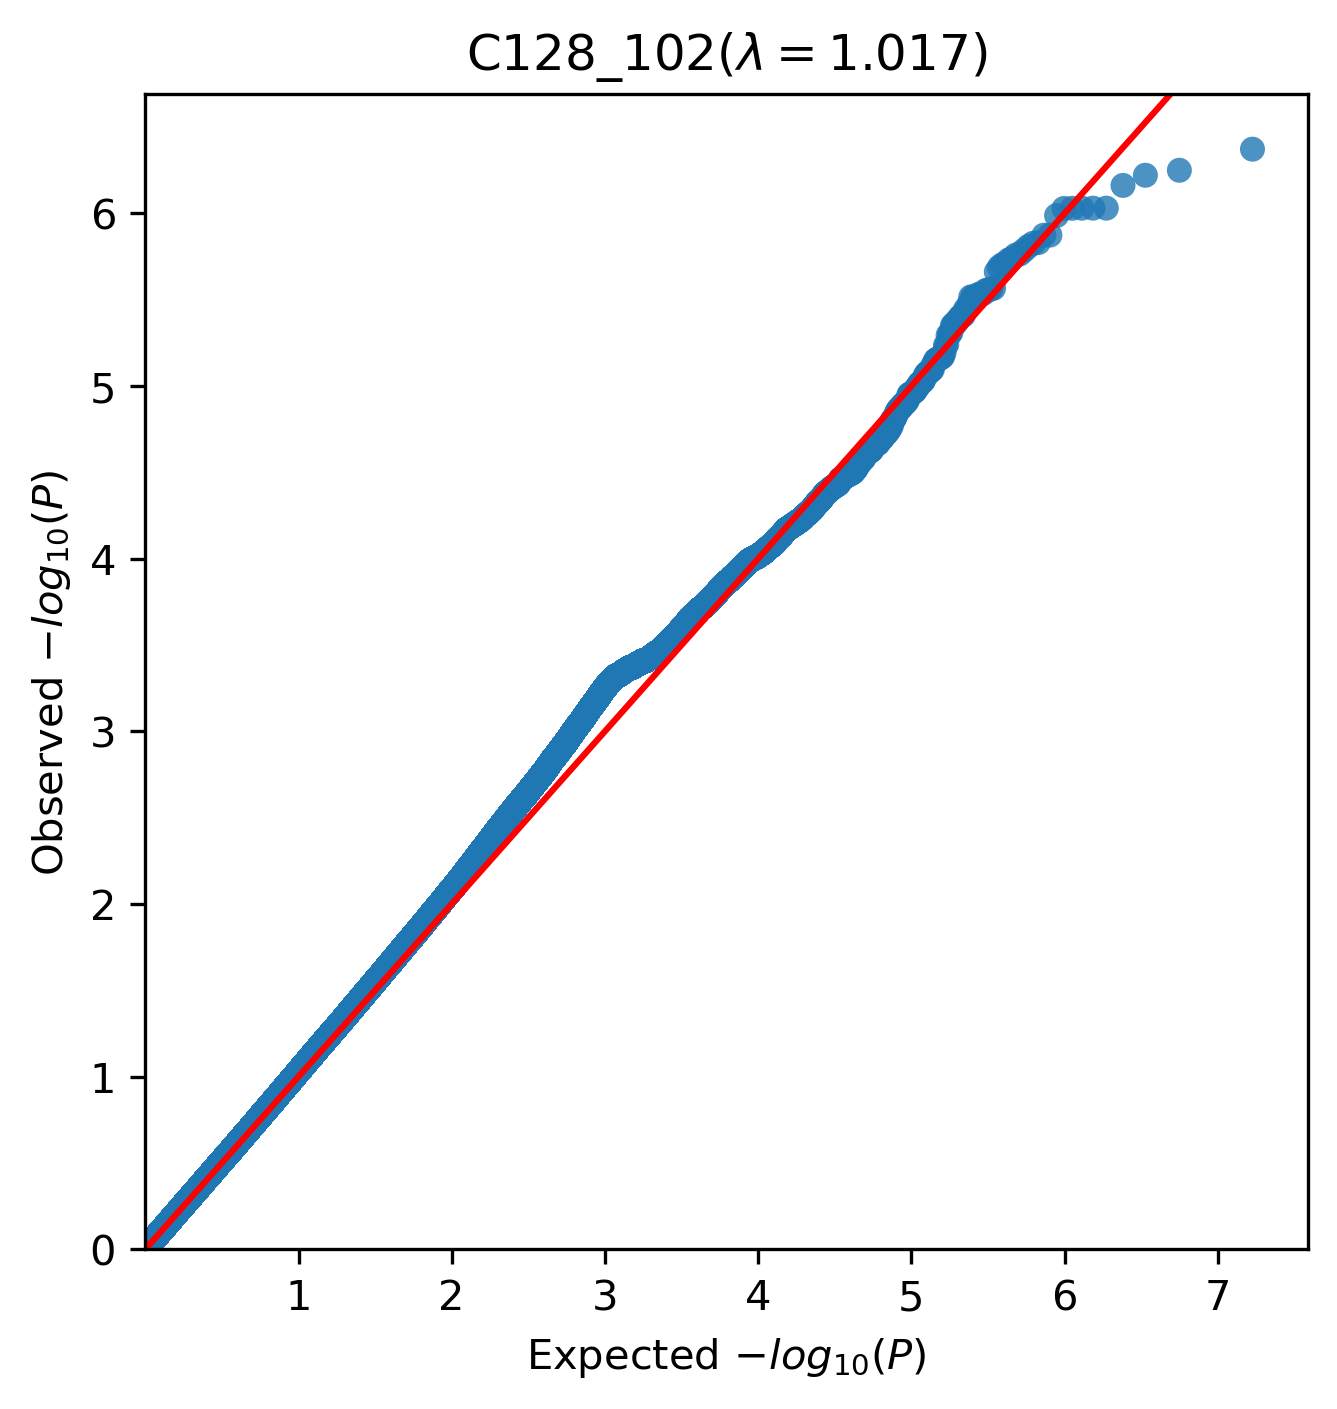 C128_102(λ = 1.017)
6
5
4
3
2
1
0
Observed −log₁₀(P)
1 2 3 4 5 6 7
Expected −log₁₀(P)